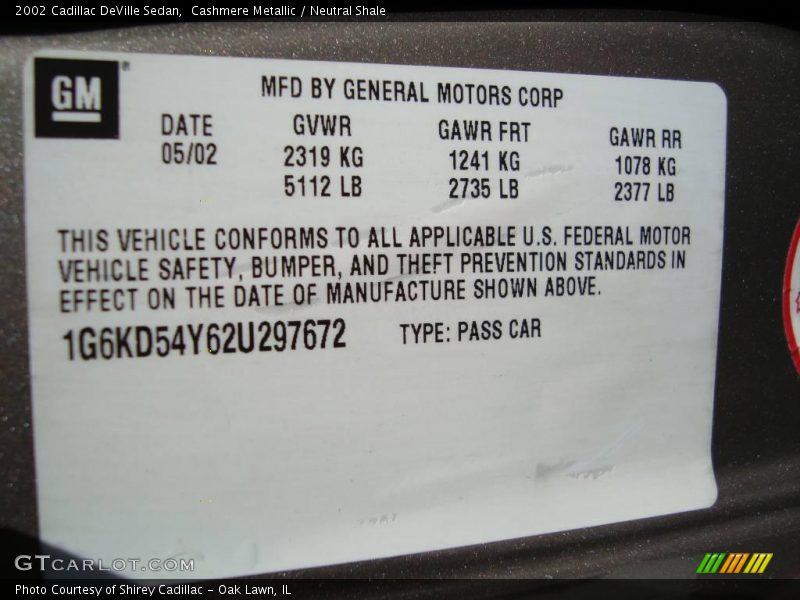 2002 Cadillac DeVille Sedan,  Cashmere Metallic / Neutral Shale
GM®
MFD BY GENERAL MOTORS CORP
DATE GVWR GAWR FRT GAWR RR
05/02 2319 KG 1241 KG 1078 KG
5112 LB 2735 LB 2377 LB
THIS VEHICLE CONFORMS TO ALL APPLICABLE U.S. FEDERAL MOTOR
VEHICLE SAFETY, BUMPER, AND THEFT PREVENTION STANDARDS IN
EFFECT ON THE DATE OF MANUFACTURE SHOWN ABOVE.
1G6KD54Y62U297672 TYPE: PASS CAR
GTCARLOT.COM
Photo Courtesy of Shirey Cadillac - Oak Lawn, IL